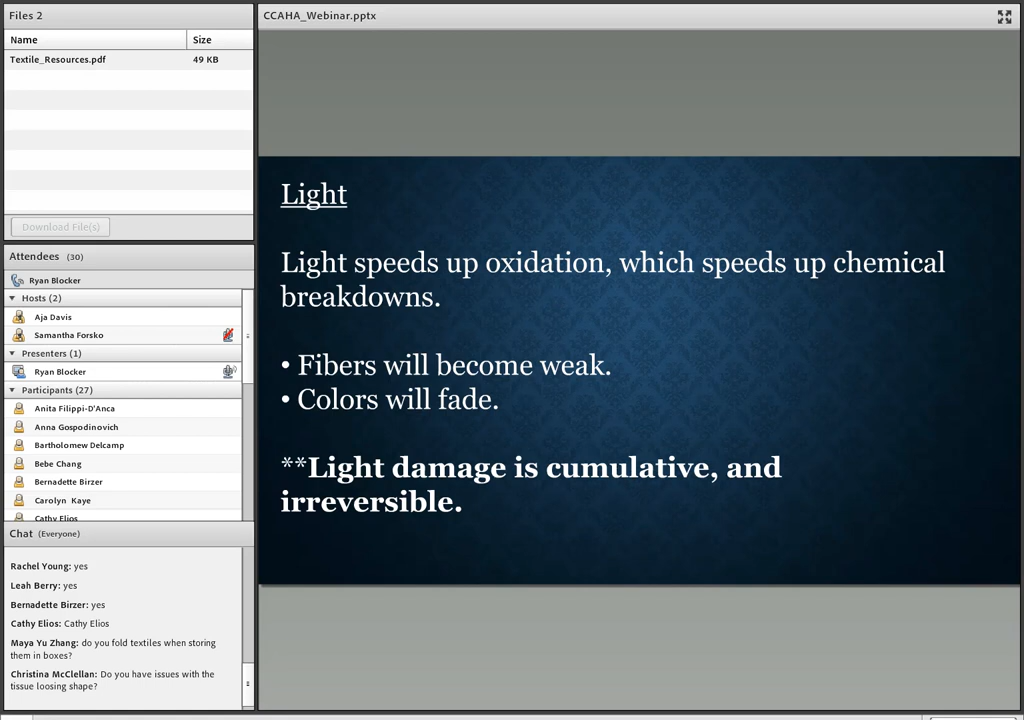 Files 2
Name Size
Textile_Resources.pdf 49 KB
Download File(s)
Attendees (30)
Ryan Blocker
Hosts (2)
Aja Davis
Samantha Forsko
Presenters (1)
Ryan Blocker
Participants (27)
Anita Filippi-D'Anca
Anna Gospodinovich
Bartholomew Delcamp
Bebe Chang
Bernadette Birzer
Carolyn Kaye
Cathy Elios
Chat (Everyone)
Rachel Young: yes
Leah Berry: yes
Bernadette Birzer: yes
Cathy Elios: Cathy Elios
Maya Yu Zhang: do you fold textiles when storing
them in boxes?
Christina McClellan: Do you have issues with the
tissue loosing shape?
CCAHA_Webinar.pptx
Light
Light speeds up oxidation, which speeds up chemical
breakdowns.
• Fibers will become weak.
• Colors will fade.
**Light damage is cumulative, and
irreversible.